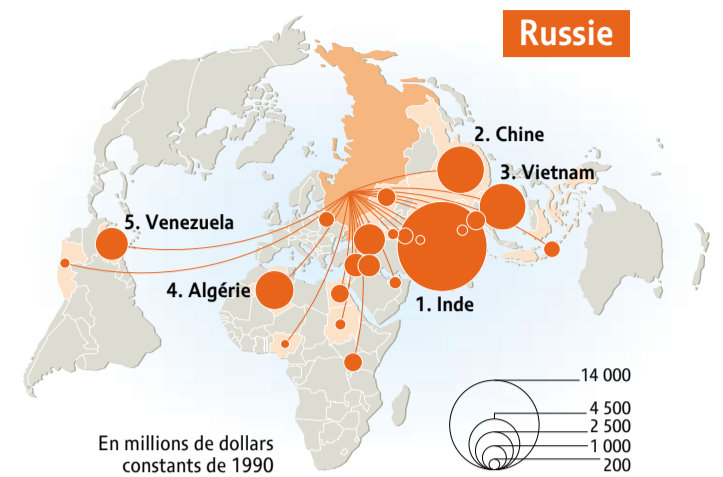 Russie
2. Chine
3. Vietnam
5. Venezuela
4. Algérie
1. Inde
14 000
4 500
2 500
1 000
200
En millions de dollars
constants de 1990